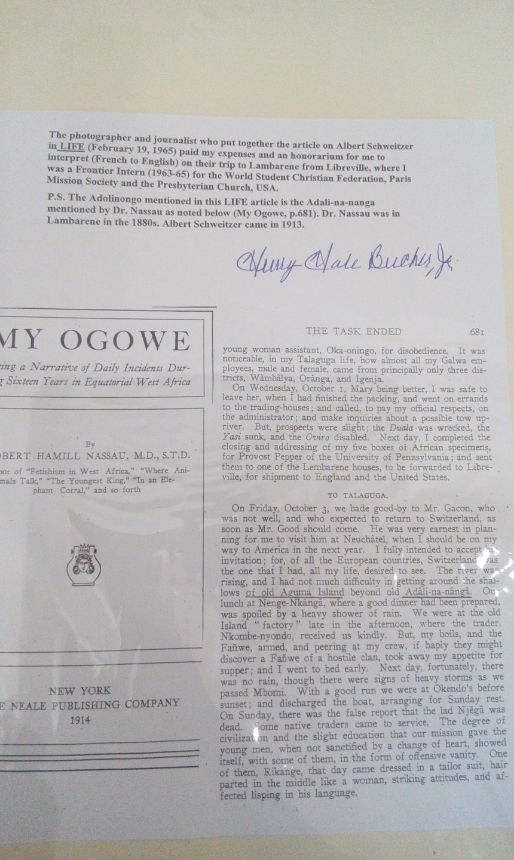 The photographer and journalist who put together the article on Albert Schweitzer
in LIFE (February 19, 1965) paid my expenses and an honorarium for me to
interpret (French to English) on their trip to Lambarene from Libreville, where I
was a Frontier Intern (1963-65) for the World Student Christian Federation, Paris
Mission Society and the Presbyterian Church, USA.
P.S. The Adolinongo mentioned in this LIFE article is the Adali-na-nanga
mentioned by Dr. Nassau as noted below (My Ogowe, p.681). Dr. Nassau was in
Lambarene in the 1880s. Albert Schweitzer came in 1913.
Henry Hale Bucher, Jr.
MY OGOWE
ing a Narrative of Daily Incidents Dur-
g Sixteen Years in Equatorial West Africa
By
OBERT HAMILL NASSAU, M.D., S.T.D.
or of "Fetishism in West Africa," "Where Ani-
mals Talk," "The Youngest King," "In an Ele-
phant Corral," and so forth
NEW YORK
E NEALE PUBLISHING COMPANY
1914
THE TASK ENDED 681
young woman assistant, Oka-oningo, for disobedience. It was
noticeable, in my Talaguga life, how almost all my Galwa em-
ployees, male and female, came from principally only three dis-
tricts, Wâmbâlya, Orânga, and Igenja.
On Wednesday, October 1, Mary being better, I was safe to
leave her, when I had finished the packing, and went on errands
to the trading-houses; and called, to pay my official respects, on
the administrator; and make inquiries about a possible tow up-
river. But, prospects were slight; the Duala was wrecked, the
Yasi sunk, and the Oviro disabled. Next day, I completed the
closing and addressing of my five boxes of African specimens,
for Provost Pepper of the University of Pennsylvania; and sent
them to one of the Lembarene houses, to be forwarded to Libre-
ville, for shipment to England and the United States.
TO TALAGUGA.
On Friday, October 3, we bade good-by to Mr. Gacon, who
was not well, and who expected to return to Switzerland, as
soon as Mr. Good should come. He was very earnest in plan-
ning for me to visit him at Neuchâtel, when I should be on my
way to America in the next year. I fully intended to accept
invitation; for, of all the European countries, Switzerland was
the one that I had, all my life, desired to see. The river was
rising, and I had not much difficulty in getting around the shal-
lows of old Aguma Island beyond old Adâli-na-nângâ. Our
lunch at Nenge-Nkângâ, where a good dinner had been prepared,
was spoiled by a heavy shower of rain. We were at the old
Island "factory" late in the afternoon, where the trader,
Nkombe-nyondo, received us kindly. But, my boils, and the
Fañwe, armed, and peering at my crew, if haply they might
discover a Fañwe of a hostile clan, took away my appetite for
supper; and I went to bed early. Next day, fortunately, there
was no rain, though there were signs of heavy storms as we
passed Mbomi. With a good run we were at Okendo's before
sunset; and discharged the boat, arranging for Sunday rest.
On Sunday, there was the false report that the lad Njĕgâ was
dead. Some native traders came to service. The degree of
civilization and the slight education that our mission gave the
young men, when not sanctified by a change of heart, showed
itself, with some of them, in the form of offensive vanity. One
of them, Rikânge, that day came dressed in a tailor suit, hair
parted in the middle like a woman, striking attitudes, and af-
fected lisping in his language.